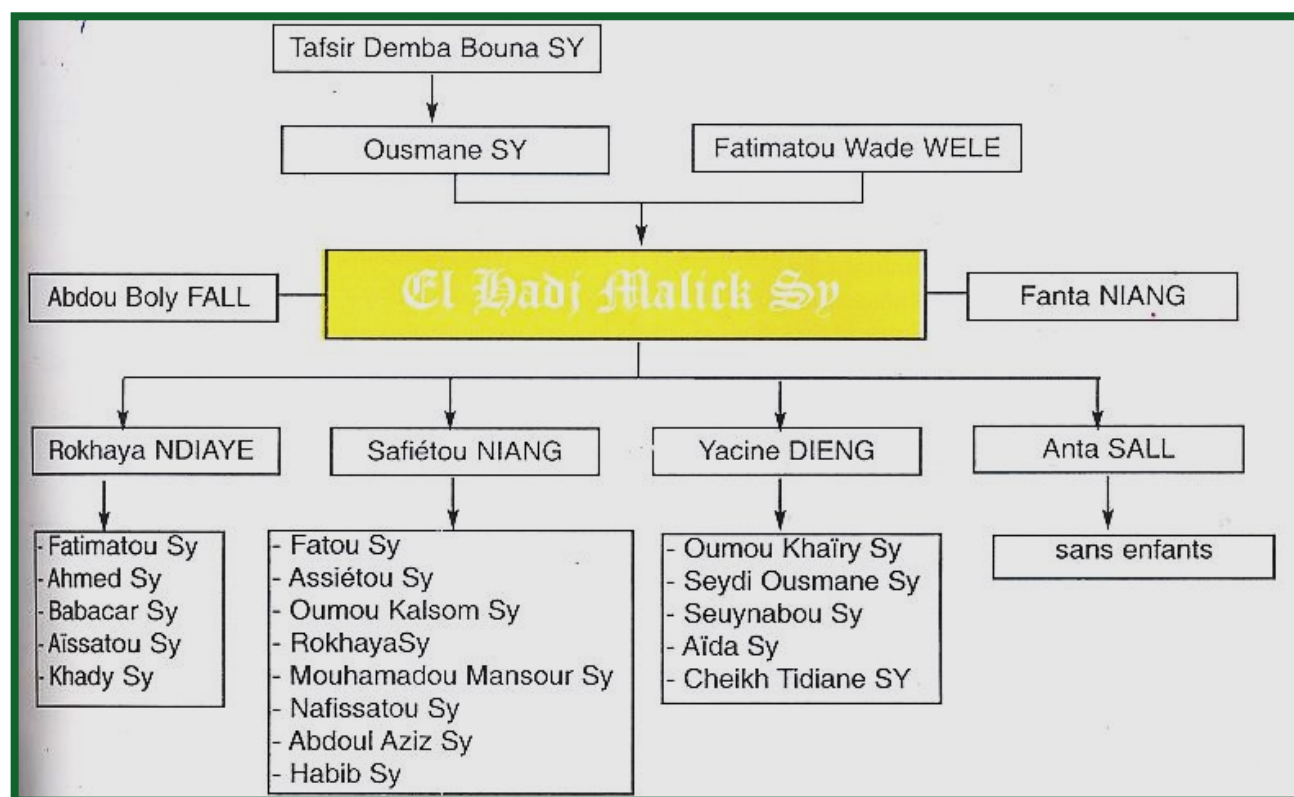 Tafsir Demba Bouna SY
Ousmane SY
Fatimatou Wade WELE
Abdou Boly FALL
El Hadj Malick Sy
Fanta NIANG
Rokhaya NDIAYE
Safiétou NIANG
Yacine DIENG
Anta SALL
-Fatimatou Sy
-Ahmed Sy
-Babacar Sy
-Aïssatou Sy
-Khady Sy
- Fatou Sy
- Assiétou Sy
- Oumou Kalsom Sy
- RokhayaSy
- Mouhamadou Mansour Sy
- Nafissatou Sy
- Abdoul Aziz Sy
- Habib Sy
- Oumou Khaïry Sy
- Seydi Ousmane Sy
- Seuynabou Sy
- Aïda Sy
- Cheikh Tidiane SY
sans enfants